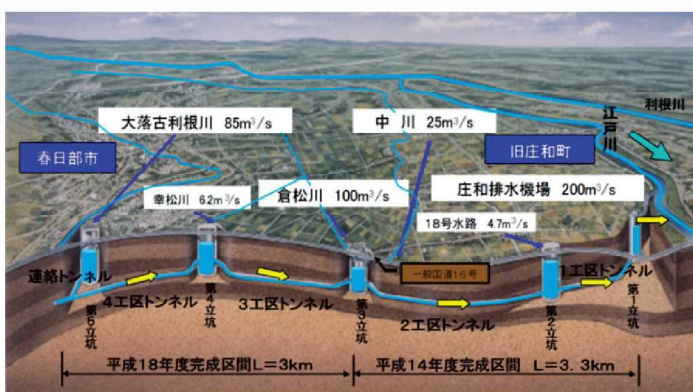 利根川
江戸川
大落古利根川 85m³/s
中 川 25m³/s
春日部市
旧庄和町
幸松川 6.2m³/s
倉松川 100m³/s
庄和排水機場 200m³/s
18号水路 4.7m³/s
連絡トンネル
一般国道16号
1工区トンネル
4工区トンネル
3工区トンネル
2工区トンネル
第5立坑
第4立坑
第3立坑
第2立坑
第1立坑
平成18年度完成区間L=3km
平成14年度完成区間 L=3.3km